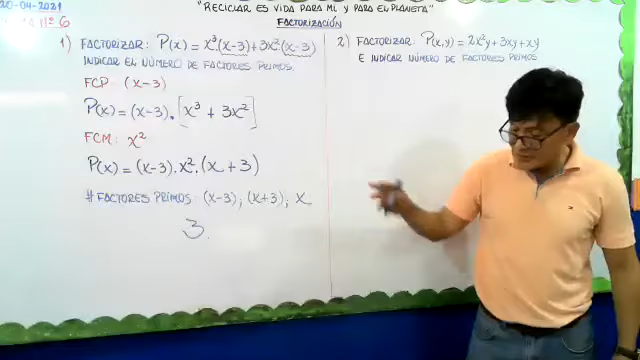 20-04-2021
"RECICLAR ES VIDA PARA MI Y PARA EL PLANETA"
Nº 6
FACTORIZACIÓN
1) FACTORIZAR: P(x) = x³(x-3)+3x²(x-3)
INDICAR EL NÚMERO DE FACTORES PRIMOS.
FCP: (x-3)
P(x) = (x-3).[x³ + 3x²]
FCM: x²
P(x) = (x-3).x².(x+3)
# FACTORES PRIMOS: (x-3); (x+3); x
3.
2) FACTORIZAR: P(x,y) = 2x²y+3xy+xy
E INDICAR NÚMERO DE FACTORES PRIMOS